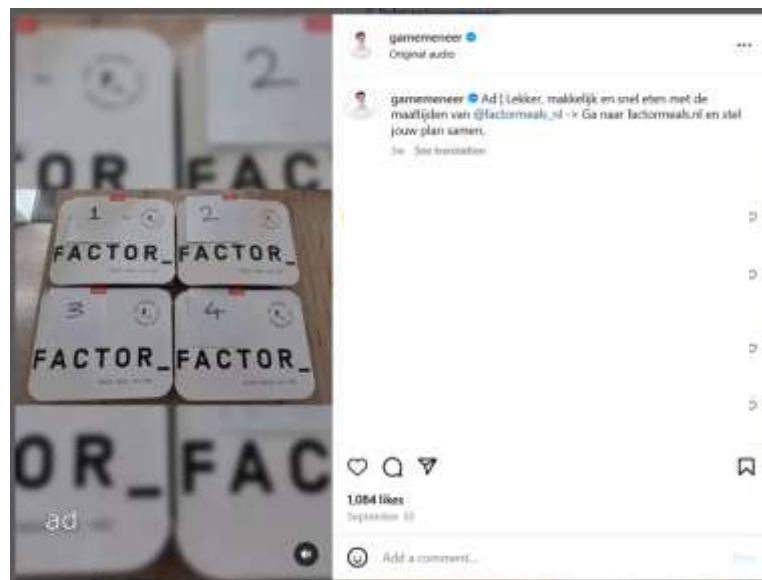 2
OR
FAC
1
2
FACTOR_
FACTOR_
3
4
FACTOR_
FACTOR_
OR_
FAC
ad
gamemeneer
Original audio
gamemeneer Ad | Lekker, makkelijk en snel eten met de
maaltijden van @factormeals_nl -> Ga naar factormeals.nl en stel
jouw plan samen.
See translation
1,084 likes
September
Add a comment...